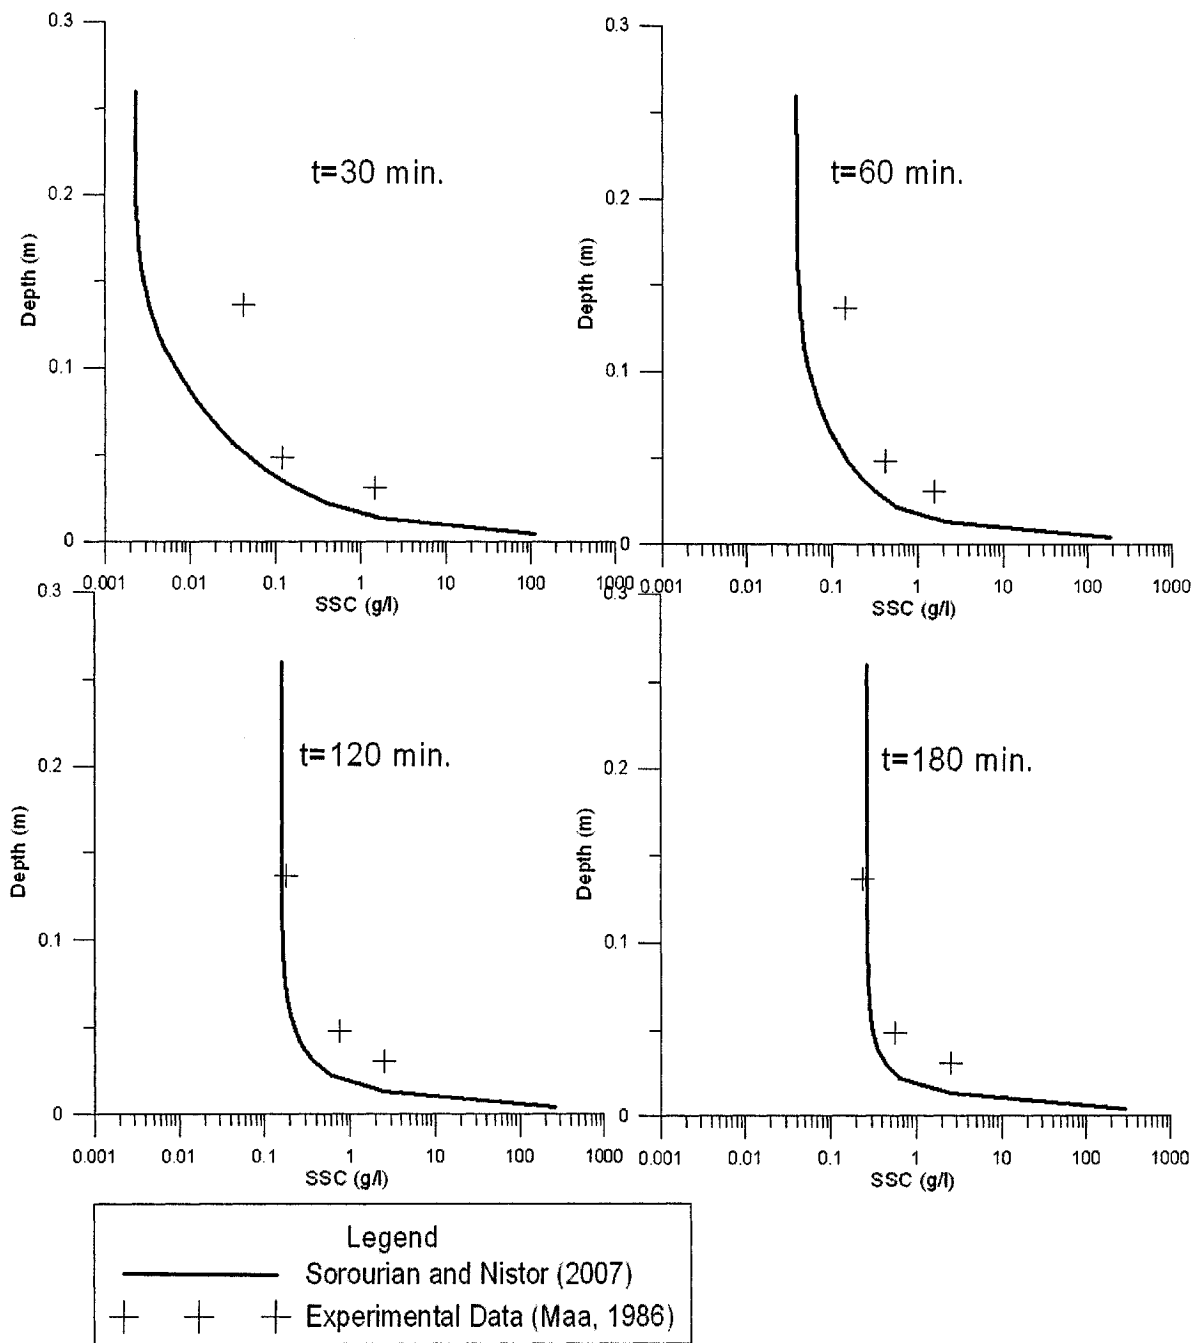 0.3
0.2
0.1
0
Depth (m)
t=30 min.
0.001 0.01 0.1 1 10 100 1000
SSC (g/l)
0.3
0.2
0.1
0
Depth (m)
t=60 min.
0.001 0.01 0.1 1 10 100 1000
SSC (g/l)
0.3
0.2
0.1
0
Depth (m)
t=120 min.
0.001 0.01 0.1 1 10 100 1000
SSC (g/l)
0.3
0.2
0.1
0
Depth (m)
t=180 min.
0.001 0.01 0.1 1 10 100 1000
SSC (g/l)
Legend
Sorourian and Nistor (2007)
Experimental Data (Maa, 1986)